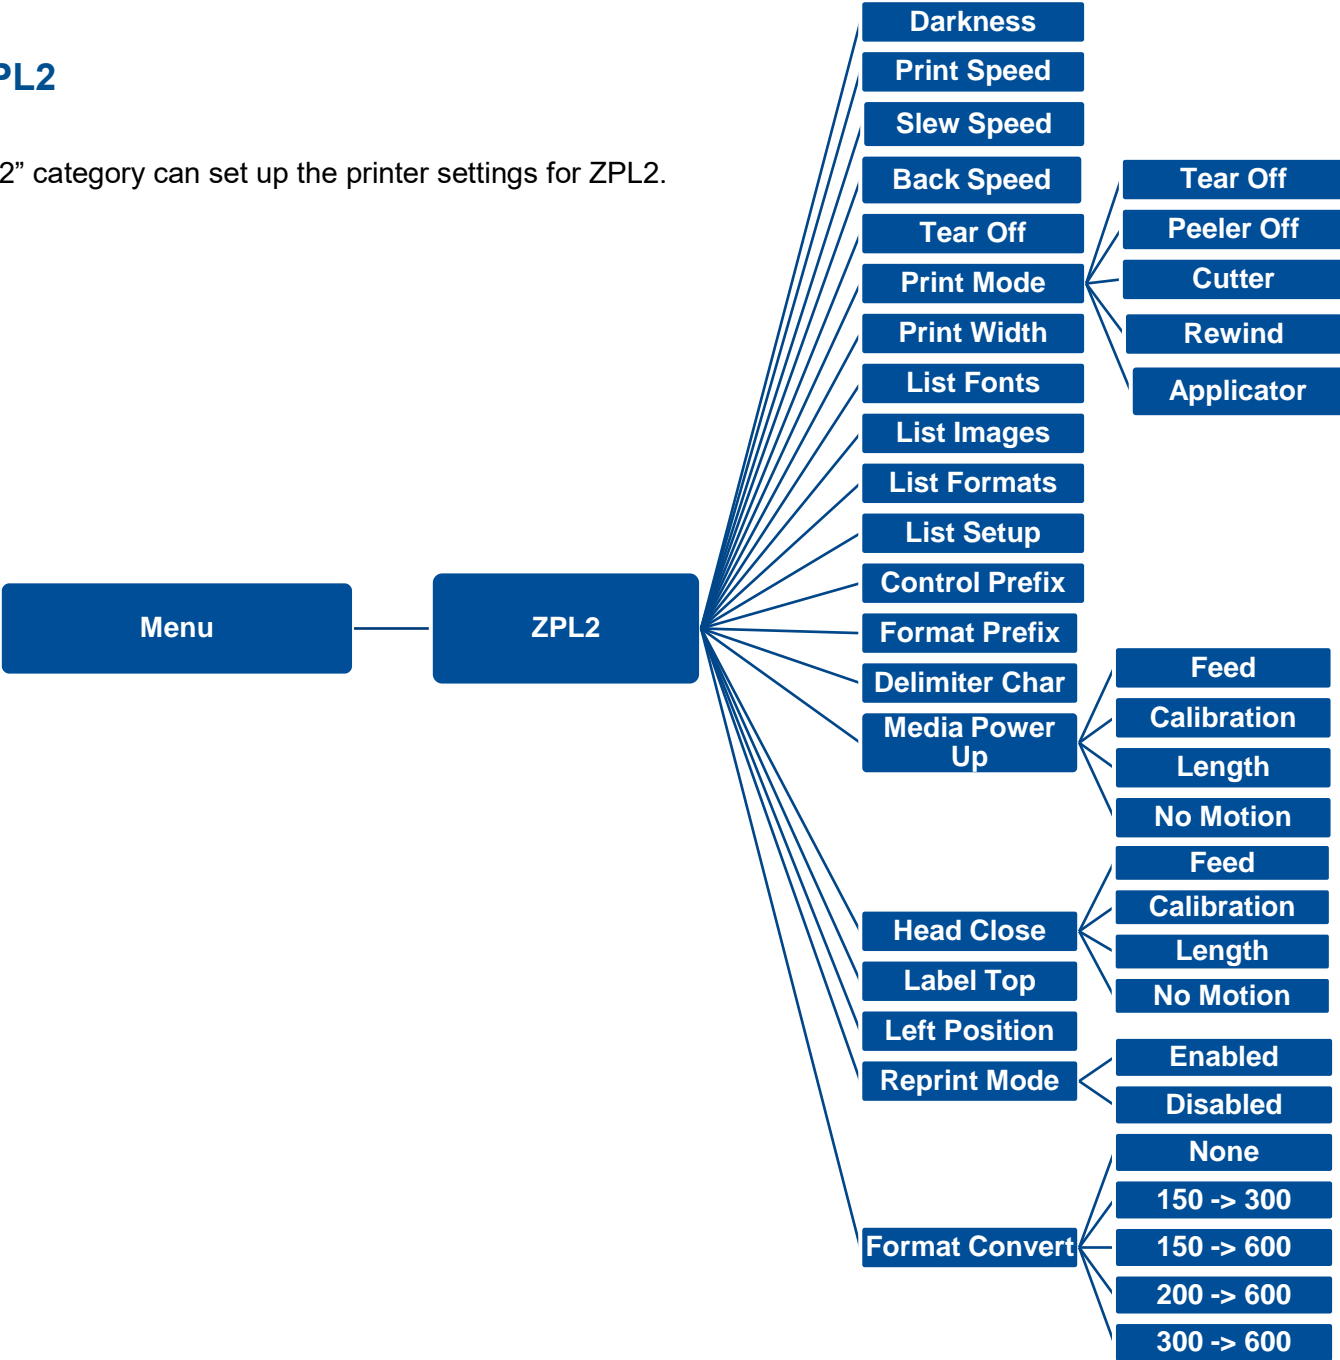 PL2
2” category can set up the printer settings for ZPL2.
Menu
ZPL2
Darkness
Print Speed
Slew Speed
Back Speed
Tear Off
Print Mode
Tear Off
Peeler Off
Cutter
Rewind
Applicator
Print Width
List Fonts
List Images
List Formats
List Setup
Control Prefix
Format Prefix
Delimiter Char
Media Power
Up
Feed
Calibration
Length
No Motion
Head Close
Feed
Calibration
Length
No Motion
Label Top
Left Position
Reprint Mode
Enabled
Disabled
Format Convert
None
150 -> 300
150 -> 600
200 -> 600
300 -> 600